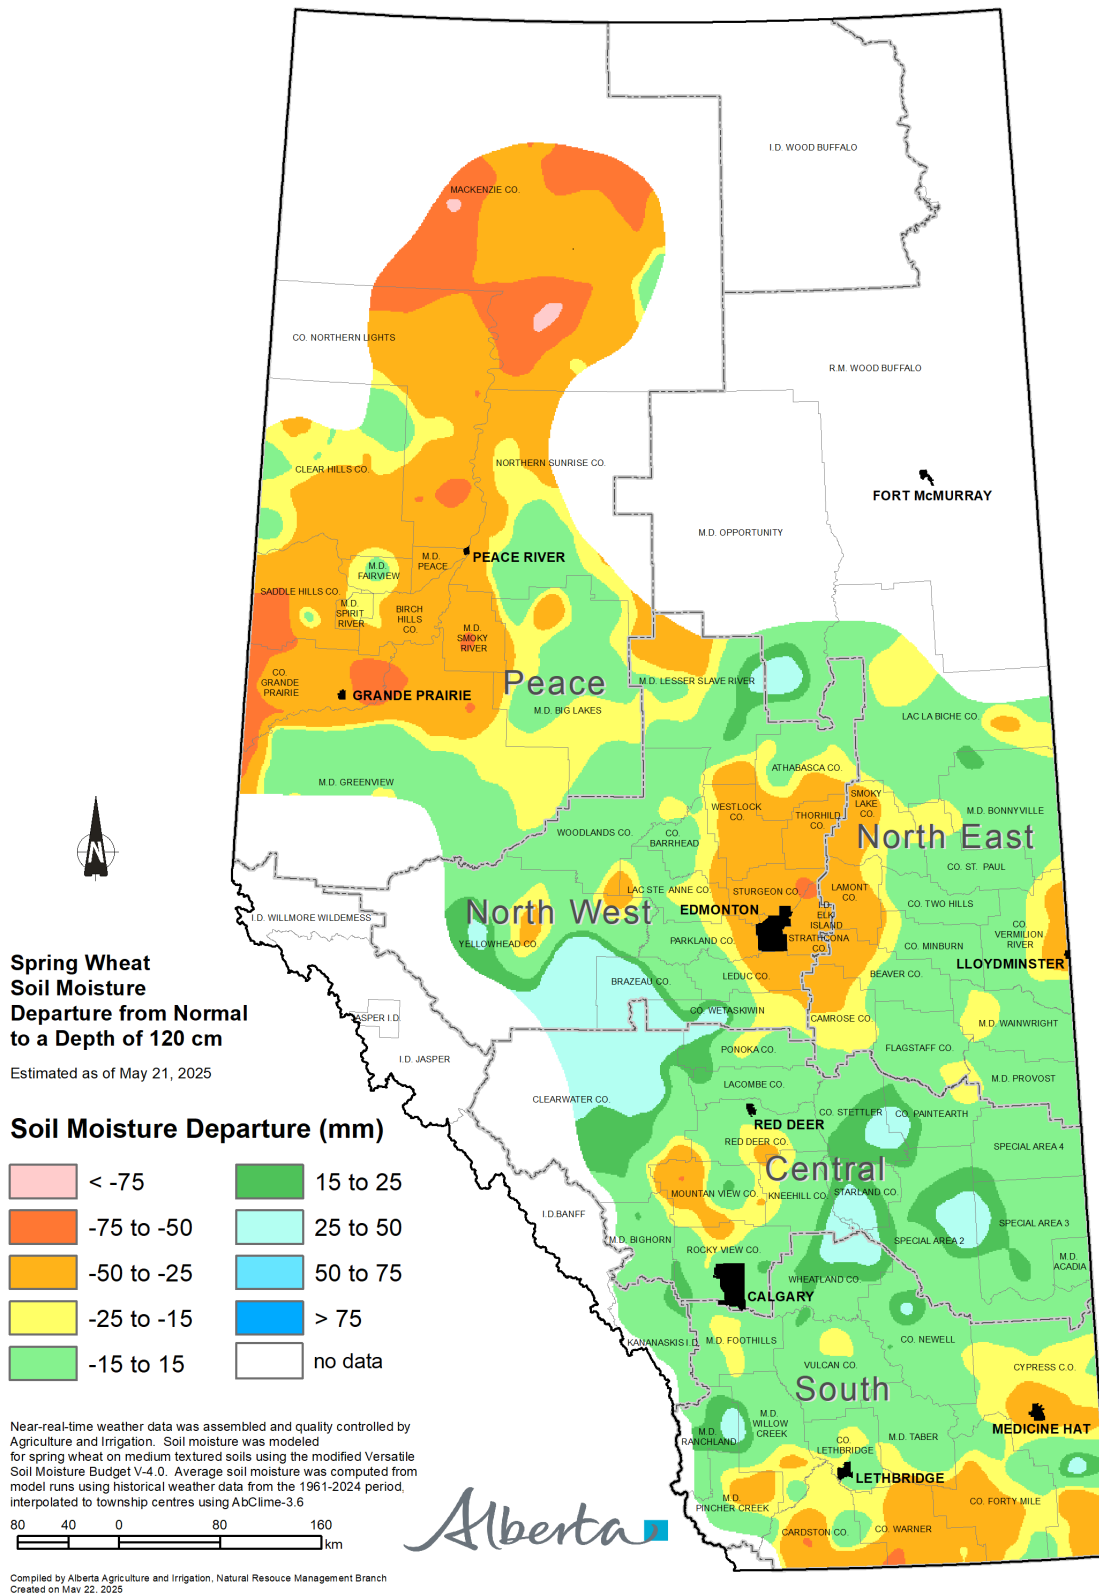 I.D. WOOD BUFFALO
MACKENZIE CO.
CO. NORTHERN LIGHTS
R.M. WOOD BUFFALO
CLEAR HILLS CO.
NORTHERN SUNRISE CO.
FORT McMURRAY
M.D. OPPORTUNITY
PEACE RIVER
M.D.
PEACE
M.D.
FAIRVIEW
SADDLE HILLS CO.
M.D.
SPIRIT
RIVER
BIRCH
HILLS
CO.
M.D.
SMOKY
RIVER
CO.
GRANDE
PRAIRIE
GRANDE PRAIRIE
Peace
M.D. LESSER SLAVE RIVER
M.D. BIG LAKES
LAC LA BICHE CO.
M.D. GREENVIEW
ATHABASCA CO.
WESTLOCK
CO.
THORHILD
CO.
SMOKY
LAKE
CO.
M.D. BONNYVILLE
WOODLANDS CO.
CO.
BARRHEAD
North East
CO. ST. PAUL
LAC STE ANNE CO.
STURGEON CO.
LAMONT
CO.
CO. TWO HILLS
North West
EDMONTON
I.D.
ELK
ISLAND
I.D. WILLMORE WILDERNESS
YELLOWHEAD CO.
PARKLAND CO.
STRATHCONA
CO.
CO. MINBURN
CO.
VERMILION
RIVER
LLOYDMINSTER
Spring Wheat
Soil Moisture
Departure from Normal
to a Depth of 120 cm
BRAZEAU CO.
LEDUC CO.
BEAVER CO.
CO. WETASKIWIN
CAMROSE CO.
M.D. WAINWRIGHT
JASPER I.D.
I.D. JASPER
PONOKA CO.
FLAGSTAFF CO.
Estimated as of May 21, 2025
M.D. PROVOST
LACOMBE CO.
CLEARWATER CO.
CO. STETTLER
CO. PAINTEARTH
RED DEER
Soil Moisture Departure (mm)
RED DEER CO.
SPECIAL AREA 4
Central
< -75
15 to 25
MOUNTAN VIEW CO.
KNEEHILL CO.
STARLAND CO.
I.D.BANFF
-75 to -50
25 to 50
SPECIAL AREA 3
M.D. BIGHORN
ROCKY VIEW CO.
SPECIAL AREA 2
M.D.
ACADIA
-50 to -25
50 to 75
WHEATLAND CO.
CALGARY
-25 to -15
> 75
KANANASKIS I.D.
M.D. FOOTHILLS
CO. NEWELL
-15 to 15
no data
VULCAN CO.
CYPRESS C.O.
South
M.D.
WILLOW
CREEK
M.D.
RANCHLAND
MEDICINE HAT
CO.
LETHBRIDGE
M.D. TABER
LETHBRIDGE
M.D.
PINCHER CREEK
CO. FORTY MILE
CARDSTON CO.
CO. WARNER
Near-real-time weather data was assembled and quality controlled by
Agriculture and Irrigation. Soil moisture was modeled
for spring wheat on medium textured soils using the modified Versatile
Soil Moisture Budget V-4.0. Average soil moisture was computed from
model runs using historical weather data from the 1961-2024 period,
interpolated to township centres using AbClime-3.6
80 40 0 80 160
km
N
Alberta
Compiled by Alberta Agriculture and Irrigation, Natural Resouce Management Branch
Created on May 22, 2025